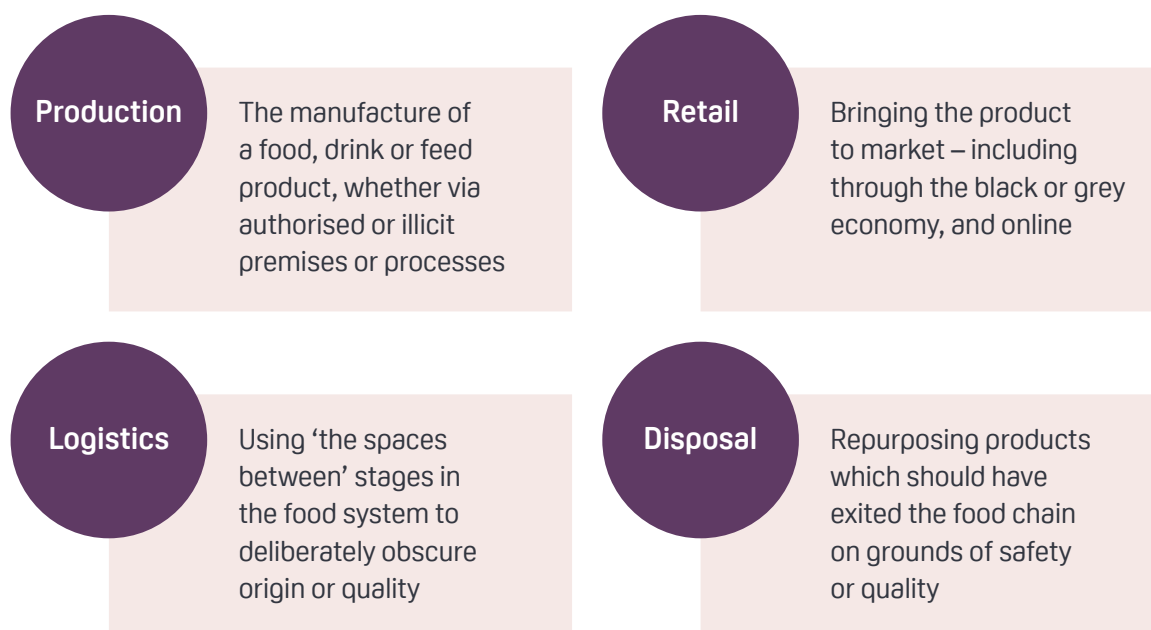 Production
The manufacture of
a food, drink or feed
product, whether via
authorised or illicit
premises or processes
Retail
Bringing the product
to market – including
through the black or grey
economy, and online
Logistics
Using ‘the spaces
between’ stages in
the food system to
deliberately obscure
origin or quality
Disposal
Repurposing products
which should have
exited the food chain
on grounds of safety
or quality